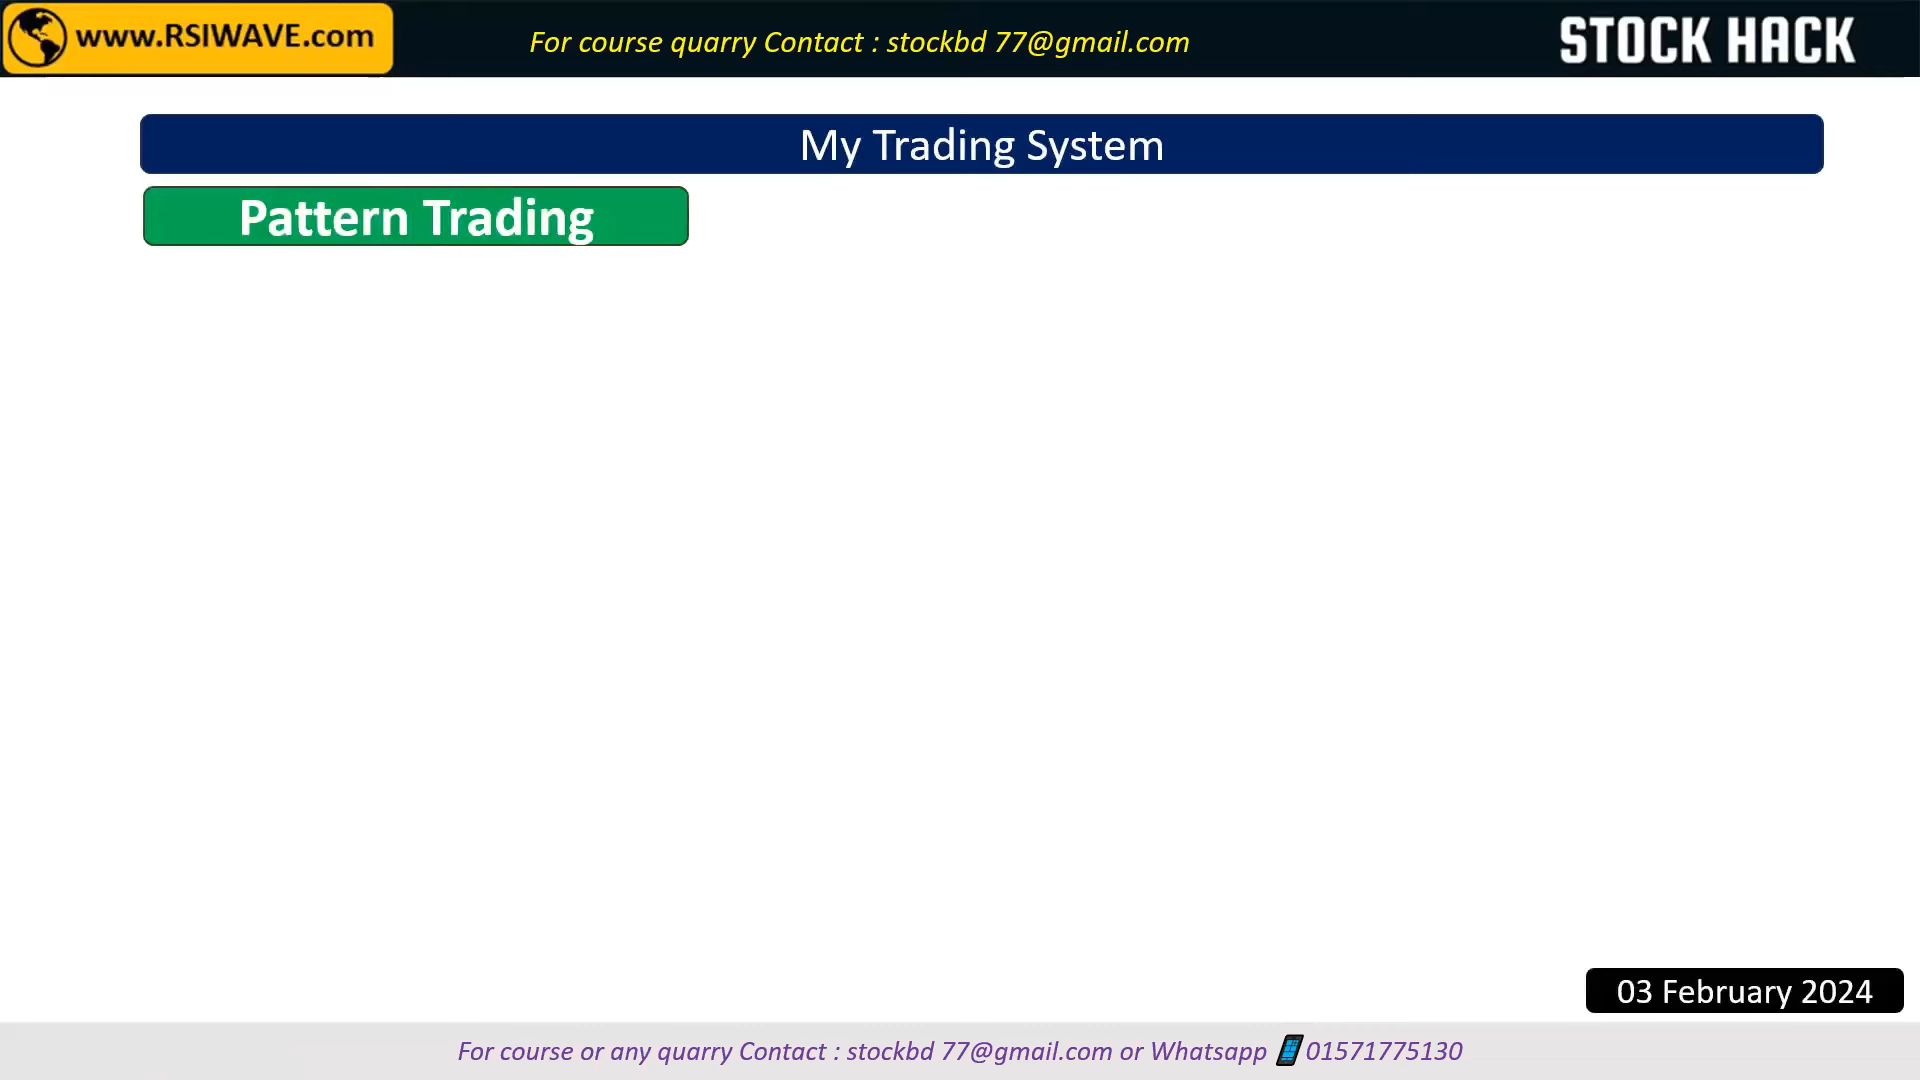 www.RSIWAVE.com
For course quarry Contact : stockbd 77@gmail.com
STOCK HACK
My Trading System
Pattern Trading
03 February 2024
For course or any quarry Contact : stockbd 77@gmail.com or Whatsapp 01571775130